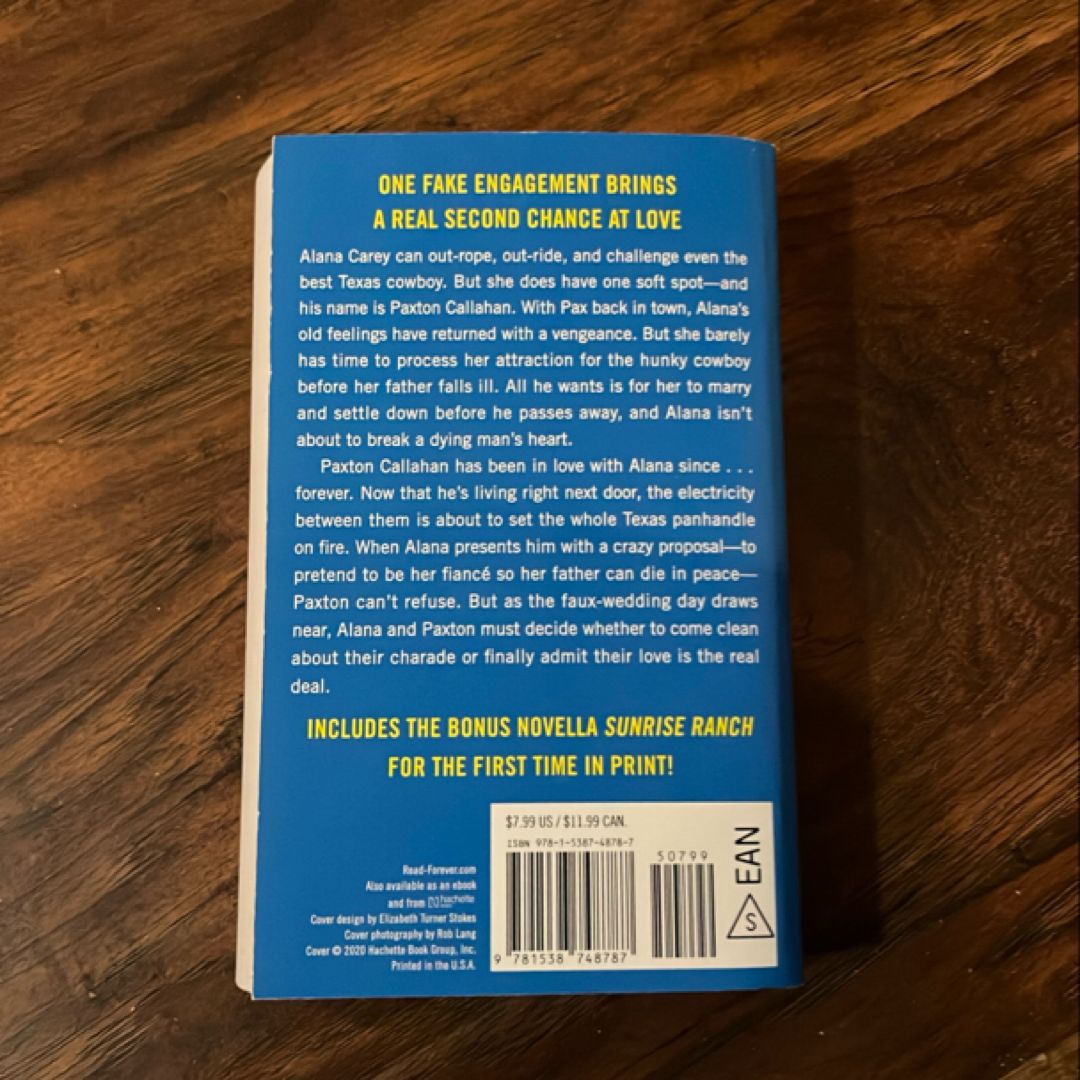 ONE FAKE ENGAGEMENT BRINGS
A REAL SECOND CHANCE AT LOVE
Alana Carey can out-rope, out-ride, and challenge even the
best Texas cowboy. But she does have one soft spot—and
his name is Paxton Callahan. With Pax back in town, Alana's
old feelings have returned with a vengeance. But she barely
has time to process her attraction for the hunky cowboy
before her father falls ill. All he wants is for her to marry
and settle down before he passes away, and Alana isn't
about to break a dying man's heart.
Paxton Callahan has been in love with Alana since . . .
forever. Now that he's living right next door, the electricity
between them is about to set the whole Texas panhandle
on fire. When Alana presents him with a crazy proposal—to
pretend to be her fiancé so her father can die in peace—
Paxton can't refuse. But as the faux-wedding day draws
near, Alana and Paxton must decide whether to come clean
about their charade or finally admit their love is the real
deal.
INCLUDES THE BONUS NOVELLA SUNRISE RANCH
FOR THE FIRST TIME IN PRINT!
$7.99 US / $11.99 CAN.
ISBN 978-1-5387-4878-7
50799
EAN
S
9 781538 748787
Read-Forever.com
Also available as an ebook
and from hachette
Cover design by Elizabeth Turner Stokes
Cover photography by Rob Lang
Cover © 2020 Hachette Book Group, Inc.
Printed in the U.S.A.